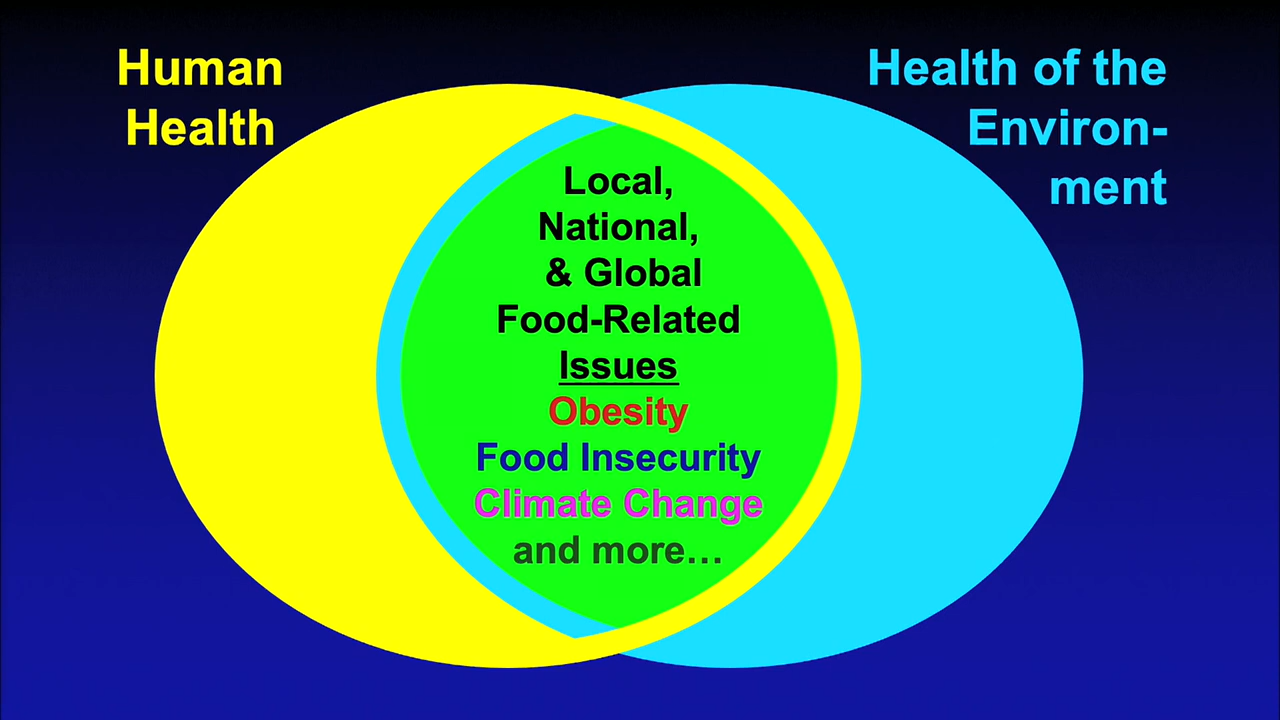 Human
Health
Health of the
Environ-
ment
Local,
National,
& Global
Food-Related
Issues
Obesity
Food Insecurity
Climate Change
and more…